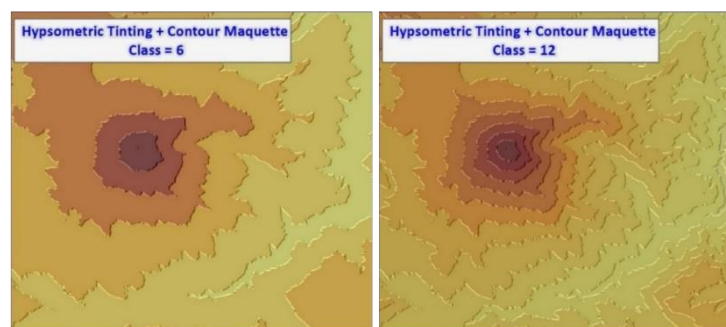 Hypsometric Tinting + Contour Maquette
Class = 6
Hypsometric Tinting + Contour Maquette
Class = 12